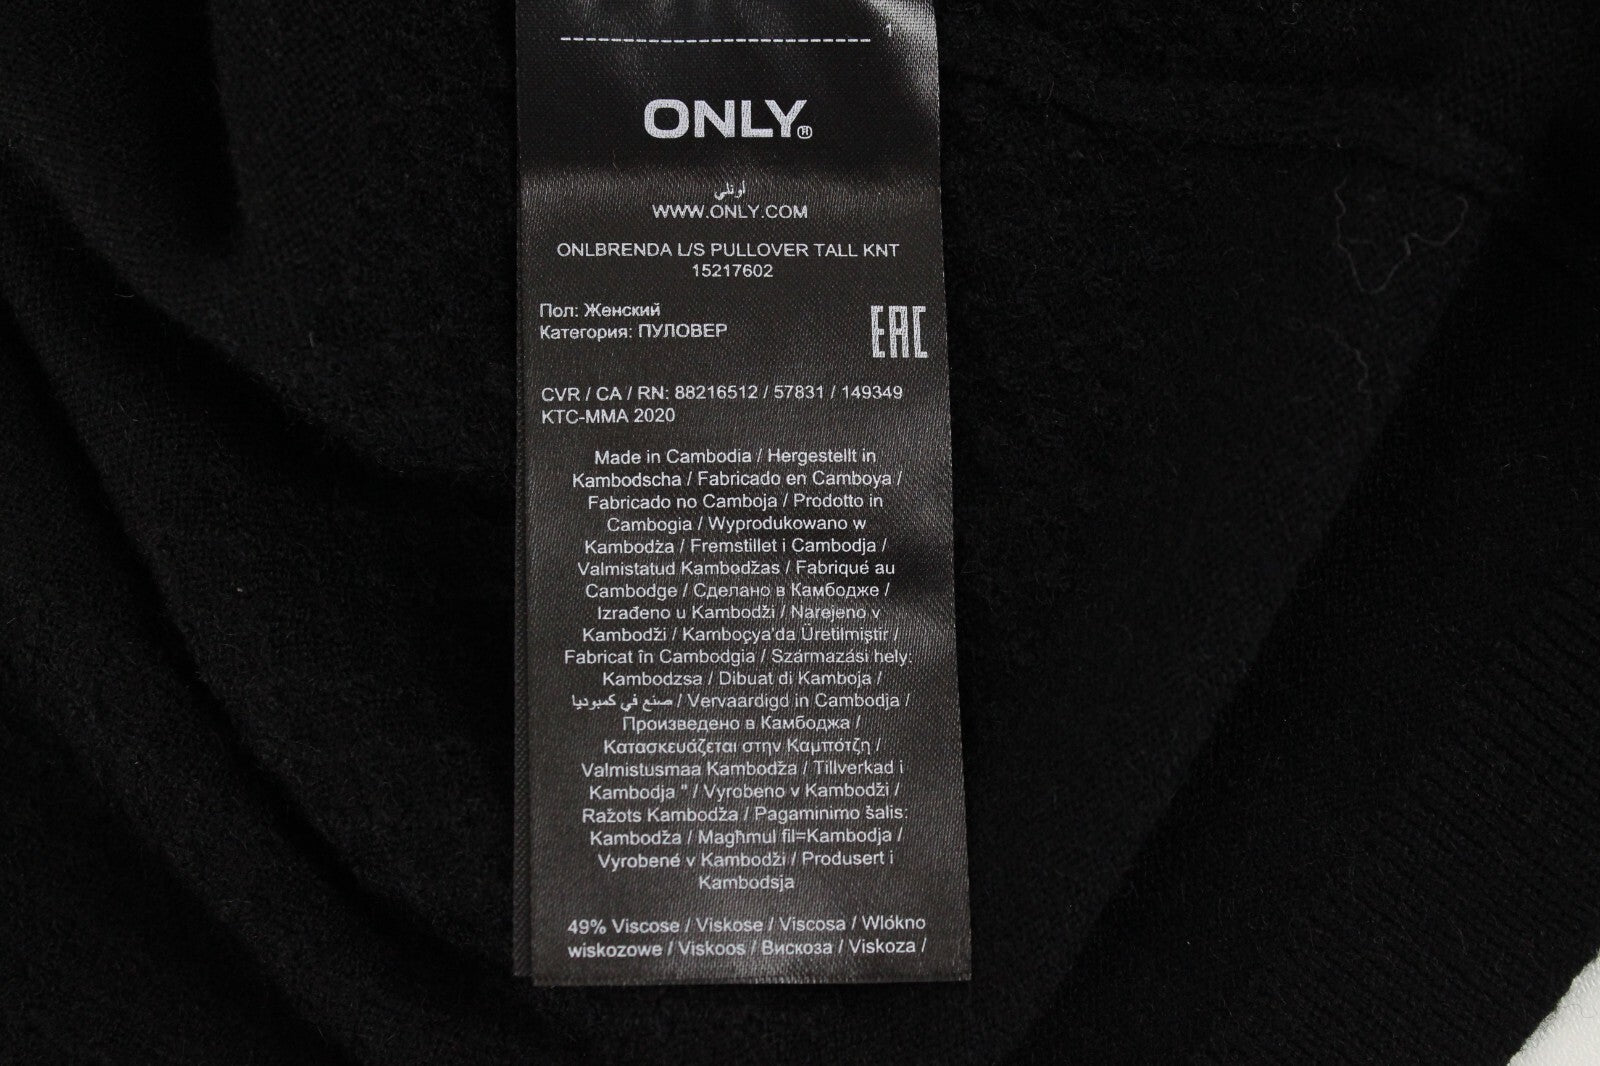 1
ONLY®
اونلي
WWW.ONLY.COM
ONLBRENDA L/S PULLOVER TALL KNT
15217602
Пол: Женский
Категория: ПУЛОВЕР
EAC
CVR / CA / RN: 88216512 / 57831 / 149349
KTC-MMA 2020
Made in Cambodia / Hergestellt in
Kambodscha / Fabricado en Camboya /
Fabricado no Camboja / Prodotto in
Cambogia / Wyprodukowano w
Kambodża / Fremstillet i Cambodja /
Valmistatud Kambodžas / Fabriqué au
Cambodge / Сделано в Камбодже /
Izrađeno u Kambodži / Narejeno v
Kambodži / Kamboçya'da Üretilmiştir /
Fabricat în Cambodgia / Származási hely:
Kambodzsa / Dibuat di Kamboja /
صنع في كمبوديا / Vervaardigd in Cambodja /
Произведено в Камбоджа /
Κατασκευάζεται στην Καμπότζη /
Valmistusmaa Kambodža / Tillverkad i
Kambodja " / Vyrobeno v Kambodži /
Ražots Kambodža / Pagaminimo šalis:
Kambodža / Magħmul fil=Kambodja /
Vyrobené v Kambodži / Produsert i
Kambodsja
49% Viscose / Viskose / Viscosa / Wlókno
wiskozowe / Viskoos / Вискоза / Viskoza /